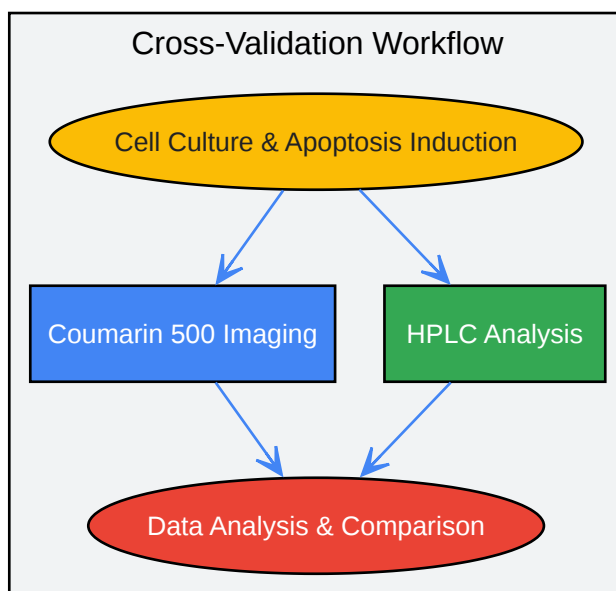 Cross-Validation Workflow
Cell Culture & Apoptosis Induction
Coumarin 500 Imaging
HPLC Analysis
Data Analysis & Comparison